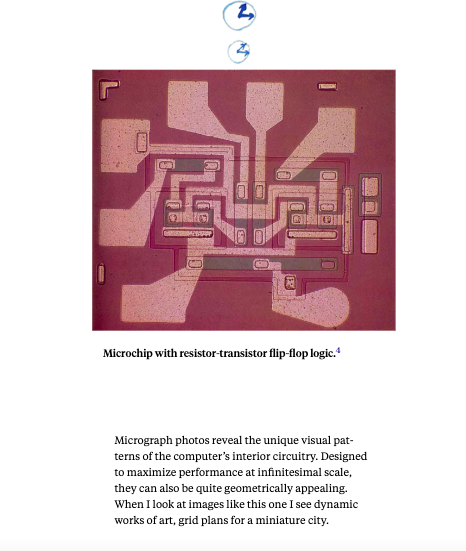 Microchip with resistor-transistor flip-flop logic.4
Micrograph photos reveal the unique visual pat-
terns of the computer's interior circuitry. Designed
to maximize performance at infinitesimal scale,
they can also be quite geometrically appealing.
When I look at images like this one I see dynamic
works of art, grid plans for a miniature city.